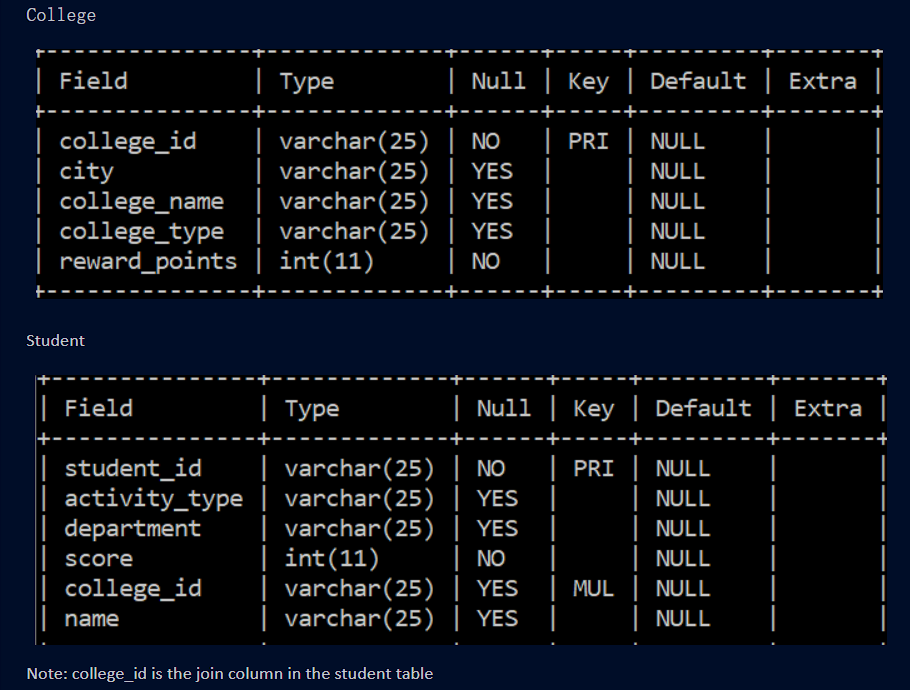 College
+----------------+-------------+------+-----+---------+-------+
| Field | Type | Null | Key | Default | Extra |
+----------------+-------------+------+-----+---------+-------+
| college_id | varchar(25) | NO | PRI | NULL | |
| city | varchar(25) | YES | | NULL | |
| college_name | varchar(25) | YES | | NULL | |
| college_type | varchar(25) | YES | | NULL | |
| reward_points | int(11) | NO | | NULL | |
+----------------+-------------+------+-----+---------+-------+
Student
+----------------+-------------+------+-----+---------+-------+
| Field | Type | Null | Key | Default | Extra |
+----------------+-------------+------+-----+---------+-------+
| student_id | varchar(25) | NO | PRI | NULL | |
| activity_type | varchar(25) | YES | | NULL | |
| department | varchar(25) | YES | | NULL | |
| score | int(11) | NO | | NULL | |
| college_id | varchar(25) | YES | MUL | NULL | |
| name | varchar(25) | YES | | NULL | |
Note: college_id is the join column in the student table